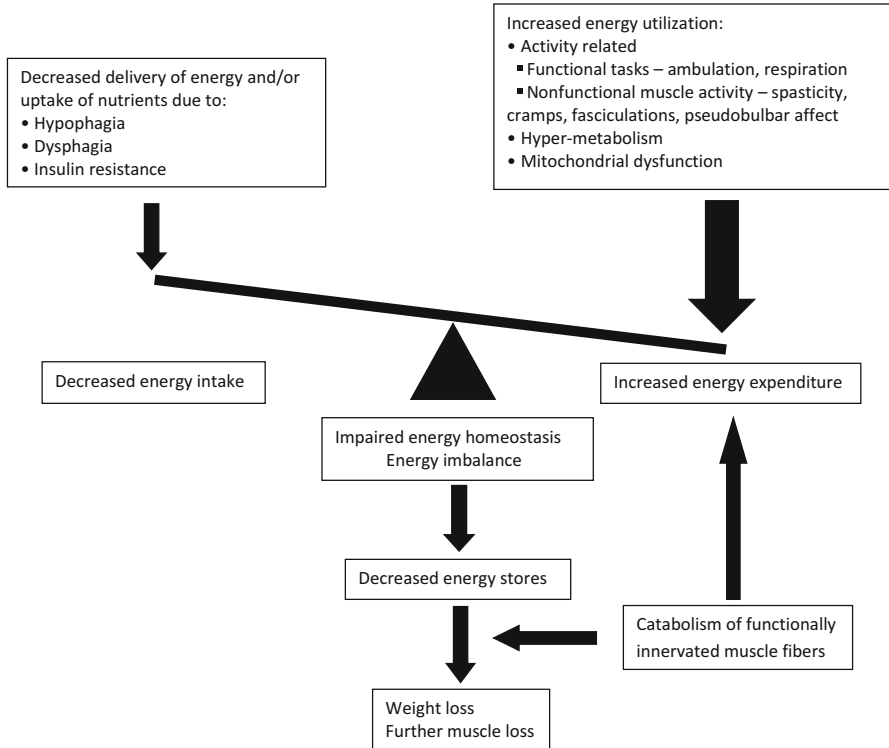 Decreased delivery of energy and/or
uptake of nutrients due to:
• Hypophagia
• Dysphagia
• Insulin resistance
Increased energy utilization:
• Activity related
▪ Functional tasks – ambulation, respiration
▪ Nonfunctional muscle activity – spasticity,
cramps, fasciculations, pseudobulbar affect
• Hyper-metabolism
• Mitochondrial dysfunction
Decreased energy intake
Increased energy expenditure
Impaired energy homeostasis
Energy imbalance
Decreased energy stores
Catabolism of functionally
innervated muscle fibers
Weight loss
Further muscle loss